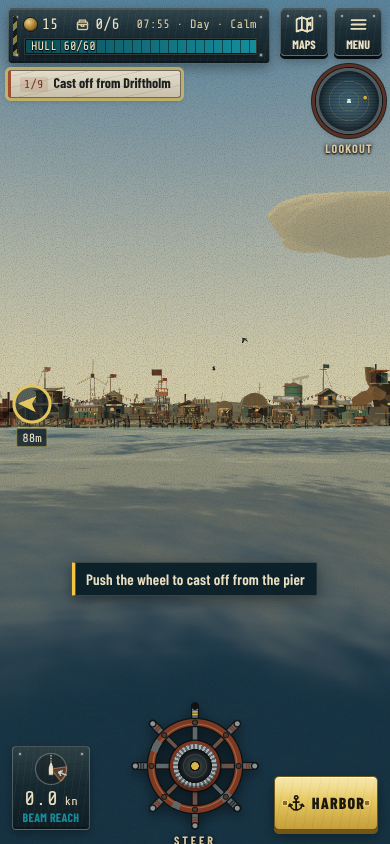 15 0/6 07:55 · Day · Calm
HULL 60/60
MAPS
MENU
1/9 Cast off from Driftholm
LOOKOUT
88m
Push the wheel to cast off from the pier
0.0 kn
BEAM REACH
HARBOR
STEER